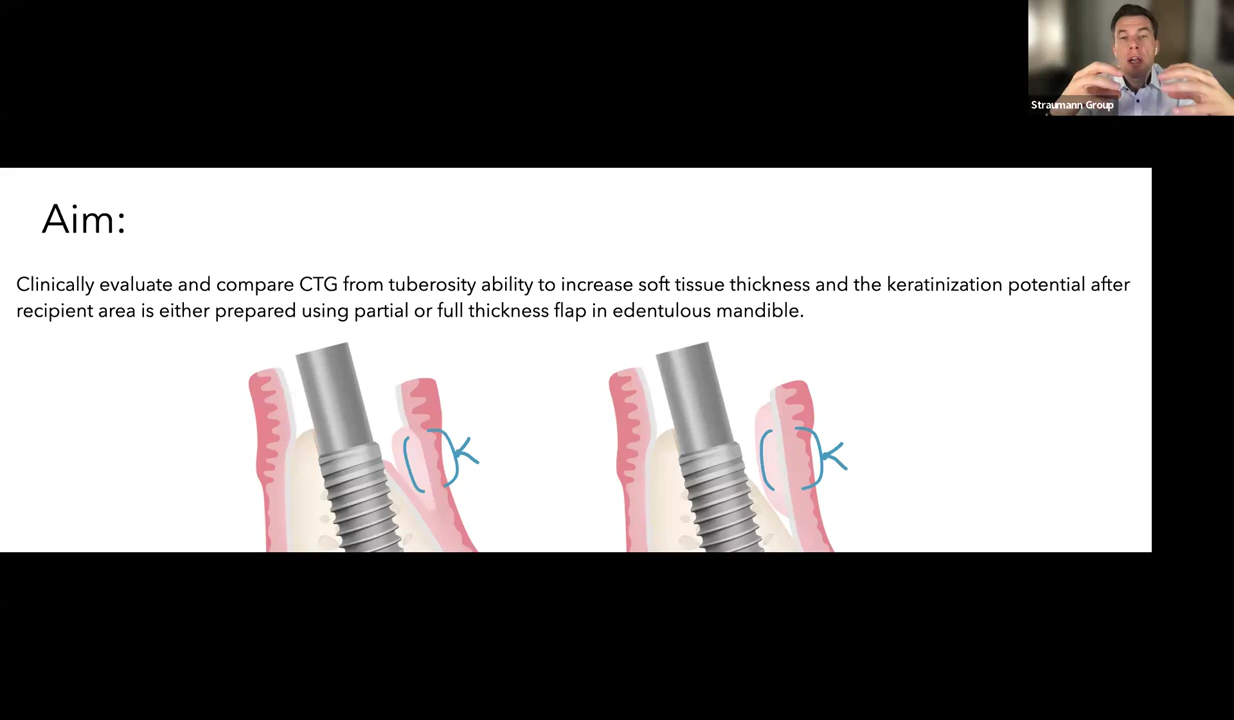 Straumann Group
Aim:
Clinically evaluate and compare CTG from tuberosity ability to increase soft tissue thickness and the keratinization potential after
recipient area is either prepared using partial or full thickness flap in edentulous mandible.
K
K